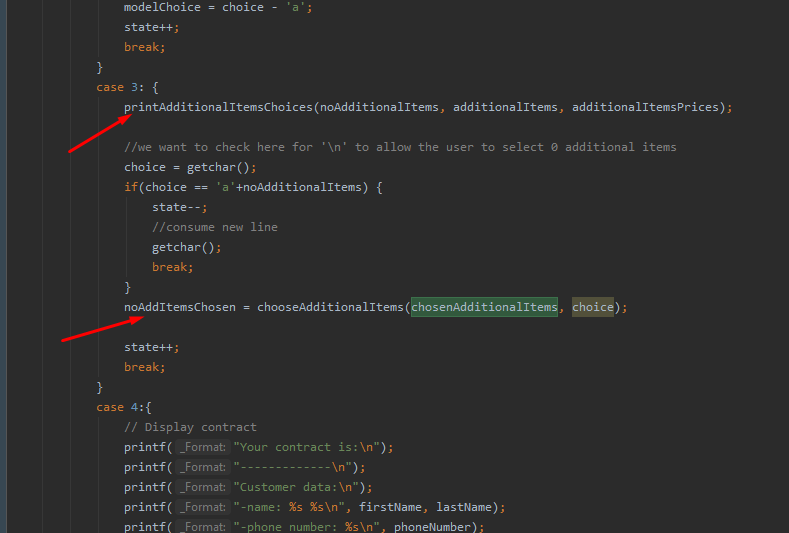 modelChoice = choice - 'a';
state++;
break;
}
case 3: {
printAdditionalItemsChoices(noAdditionalItems, additionalItems, additionalItemsPrices);
//we want to check here for '\n' to allow the user to select 0 additional items
choice = getchar();
if(choice == 'a'+noAdditionalItems) {
state--;
//consume new line
getchar();
break;
}
noAddItemsChosen = chooseAdditionalItems(chosenAdditionalItems, choice);
state++;
break;
}
case 4:{
// Display contract
printf( _Format: "Your contract is:\n");
printf( _Format: "-------------\n");
printf( _Format: "Customer data:\n");
printf( _Format: "-name: %s %s\n", firstName, lastName);
printf( _Format: "-phone number: %s\n", phoneNumber);